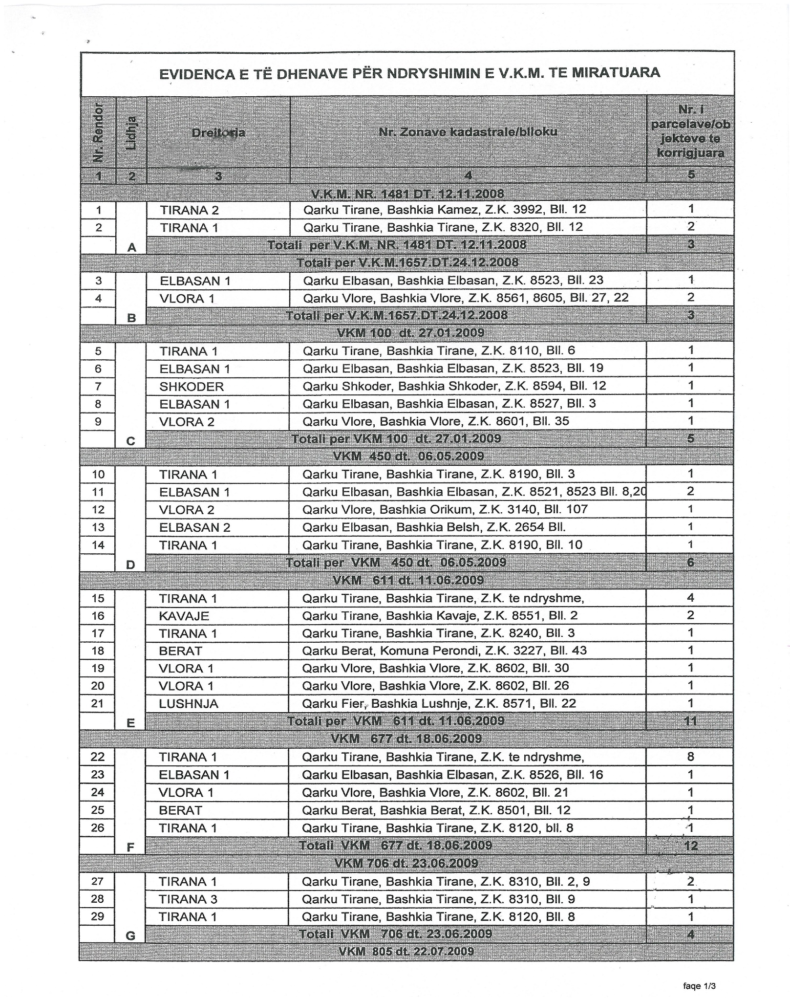 EVIDENCA E TË DHENAVE PËR NDRYSHIMIN E V.K.M. TE MIRATUARA
Nr. Rendor
Lidhja
Dreitoria
Nr. Zonave kadastrale/blloku
Nr. i
parcelave/ob
jekteve te
korrigjuara
1 2 3 4 5
V.K.M. NR. 1481 DT. 12.11.2008
1 TIRANA 2 Qarku Tirane, Bashkia Kamez, Z.K. 3992, Bll. 12 1
2 TIRANA 1 Qarku Tirane, Bashkia Tirane, Z.K. 8320, Bll. 12 2
A Totali per V.K.M. NR. 1481 DT. 12.11.2008 3
Totali per V.K.M.1657.DT.24.12.2008
3 ELBASAN 1 Qarku Elbasan, Bashkia Elbasan, Z.K. 8523, Bll. 23 1
4 VLORA 1 Qarku Vlore, Bashkia Vlore, Z.K. 8561, 8605, Bll. 27, 22 2
B Totali per V.K.M.1657.DT.24.12.2008 3
VKM 100 dt. 27.01.2009
5 TIRANA 1 Qarku Tirane, Bashkia Tirane, Z.K. 8110, Bll. 6 1
6 ELBASAN 1 Qarku Elbasan, Bashkia Elbasan, Z.K. 8523, Bll. 19 1
7 SHKODER Qarku Shkoder, Bashkia Shkoder, Z.K. 8594, Bll. 12 1
8 ELBASAN 1 Qarku Elbasan, Bashkia Elbasan, Z.K. 8527, Bll. 3 1
9 VLORA 2 Qarku Vlore, Bashkia Vlore, Z.K. 8601, Bll. 35 1
C Totali per VKM 100 dt. 27.01.2009 5
VKM 450 dt. 06.05.2009
10 TIRANA 1 Qarku Tirane, Bashkia Tirane, Z.K. 8190, Bll. 3 1
11 ELBASAN 1 Qarku Elbasan, Bashkia Elbasan, Z.K. 8521, 8523 Bll. 8,20 2
12 VLORA 2 Qarku Vlore, Bashkia Orikum, Z.K. 3140, Bll. 107 1
13 ELBASAN 2 Qarku Elbasan, Bashkia Belsh, Z.K. 2654 Bll. 1
14 TIRANA 1 Qarku Tirane, Bashkia Tirane, Z.K. 8190, Bll. 10 1
D Totali per VKM 450 dt. 06.05.2009 6
VKM 611 dt. 11.06.2009
15 TIRANA 1 Qarku Tirane, Bashkia Tirane, Z.K. te ndryshme, 4
16 KAVAJE Qarku Tirane, Bashkia Kavaje, Z.K. 8551, Bll. 2 2
17 TIRANA 1 Qarku Tirane, Bashkia Tirane, Z.K. 8240, Bll. 3 1
18 BERAT Qarku Berat, Komuna Perondi, Z.K. 3227, Bll. 43 1
19 VLORA 1 Qarku Vlore, Bashkia Vlore, Z.K. 8602, Bll. 30 1
20 VLORA 1 Qarku Vlore, Bashkia Vlore, Z.K. 8602, Bll. 26 1
21 LUSHNJA Qarku Fier, Bashkia Lushnje, Z.K. 8571, Bll. 22 1
E Totali per VKM 611 dt. 11.06.2009 11
VKM 677 dt. 18.06.2009
22 TIRANA 1 Qarku Tirane, Bashkia Tirane, Z.K. te ndryshme, 8
23 ELBASAN 1 Qarku Elbasan, Bashkia Elbasan, Z.K. 8526, Bll. 16 1
24 VLORA 1 Qarku Vlore, Bashkia Vlore, Z.K. 8602, Bll. 21 1
25 BERAT Qarku Berat, Bashkia Berat, Z.K. 8501, Bll. 12 1
26 TIRANA 1 Qarku Tirane, Bashkia Tirane, Z.K. 8120, bll. 8 1
F Totali VKM 677 dt. 18.06.2009 12
VKM 706 dt. 23.06.2009
27 TIRANA 1 Qarku Tirane, Bashkia Tirane, Z.K. 8310, Bll. 2, 9 2
28 TIRANA 3 Qarku Tirane, Bashkia Tirane, Z.K. 8310, Bll. 9 1
29 TIRANA 1 Qarku Tirane, Bashkia Tirane, Z.K. 8120, Bll. 8 1
G Totali VKM 706 dt. 23.06.2009 4
VKM 805 dt. 22.07.2009
faqe 1/3